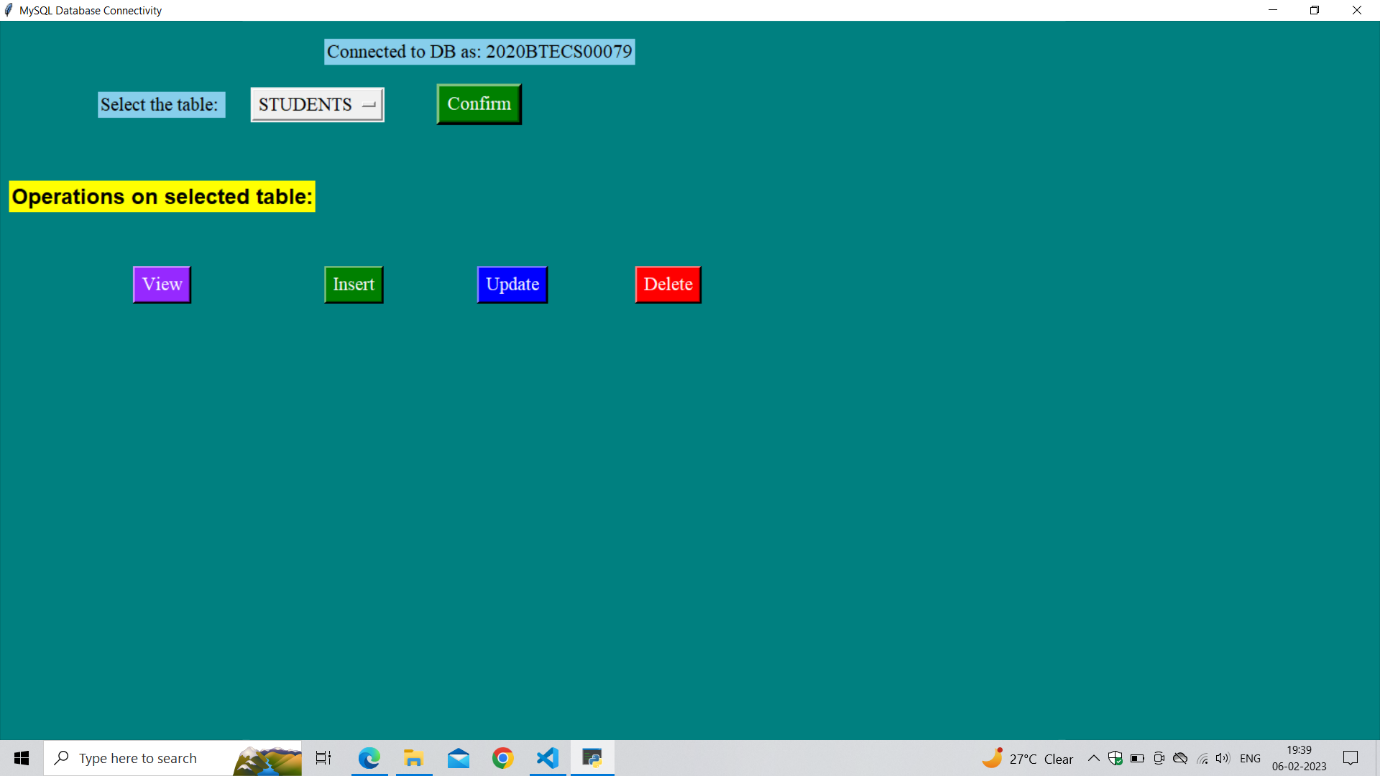 MySQL Database Connectivity
Connected to DB as: 2020BTECS00079
Select the table: STUDENTS Confirm
Operations on selected table:
View Insert Update Delete
Type here to search 27°C Clear ENG 19:39
06-02-2023